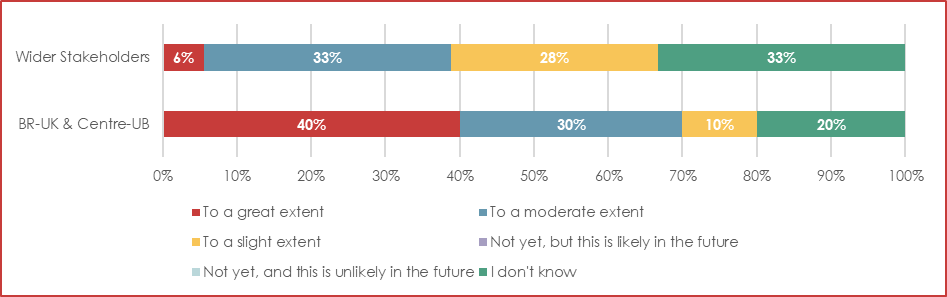 Wider Stakeholders 6% 33% 28% 33%
BR-UK & Centre-UB 40% 30% 10% 20%
0% 10% 20% 30% 40% 50% 60% 70% 80% 90% 100%
To a great extent To a moderate extent
To a slight extent Not yet, but this is likely in the future
Not yet, and this is unlikely in the future I don't know